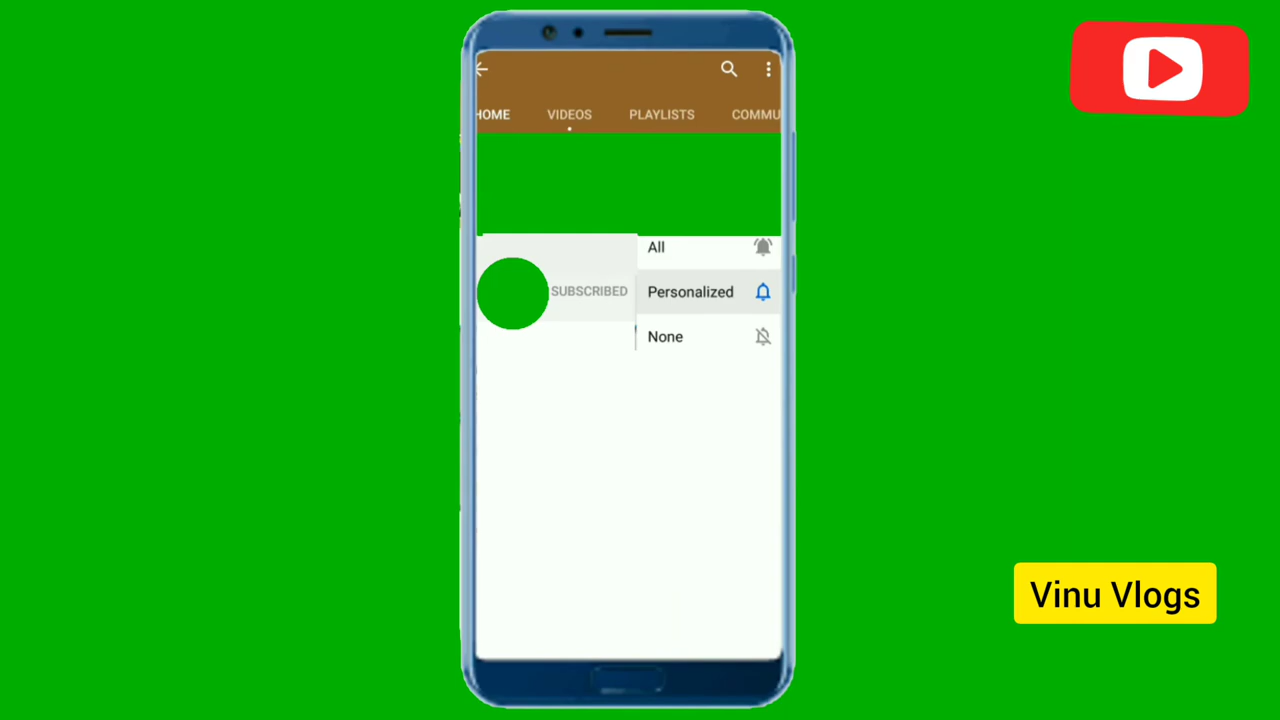 HOME VIDEOS PLAYLISTS COMMU
All
SUBSCRIBED Personalized
None
Vinu Vlogs